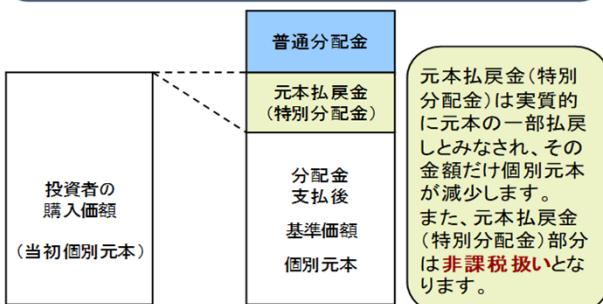 普通分配金
元本払戻金
(特別分配金)
投資者の
購入価額
(当初個別元本)
分配金
支払後
基準価額
個別元本
元本払戻金(特別
分配金)は実質的
に元本の一部払戻
しとみなされ、その
金額だけ個別元本
が減少します。
また、元本払戻金
(特別分配金)部分
は非課税扱いとな
ります。